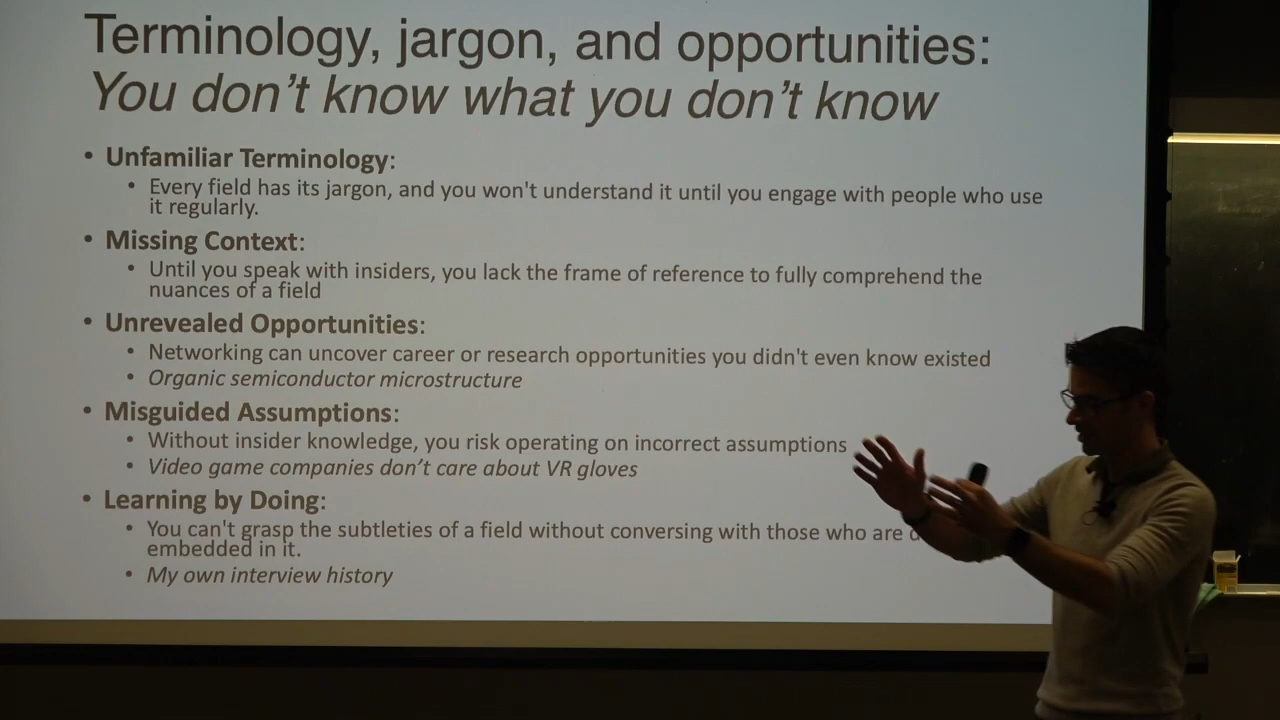 Terminology, jargon, and opportunities:
You don't know what you don't know
• Unfamiliar Terminology:
• Every field has its jargon, and you won't understand it until you engage with people who use
it regularly.
• Missing Context:
• Until you speak with insiders, you lack the frame of reference to fully comprehend the
nuances of a field
• Unrevealed Opportunities:
• Networking can uncover career or research opportunities you didn't even know existed
• Organic semiconductor microstructure
• Misguided Assumptions:
• Without insider knowledge, you risk operating on incorrect assumptions
• Video game companies don't care about VR gloves
• Learning by Doing:
• You can't grasp the subtleties of a field without conversing with those who are
embedded in it.
• My own interview history